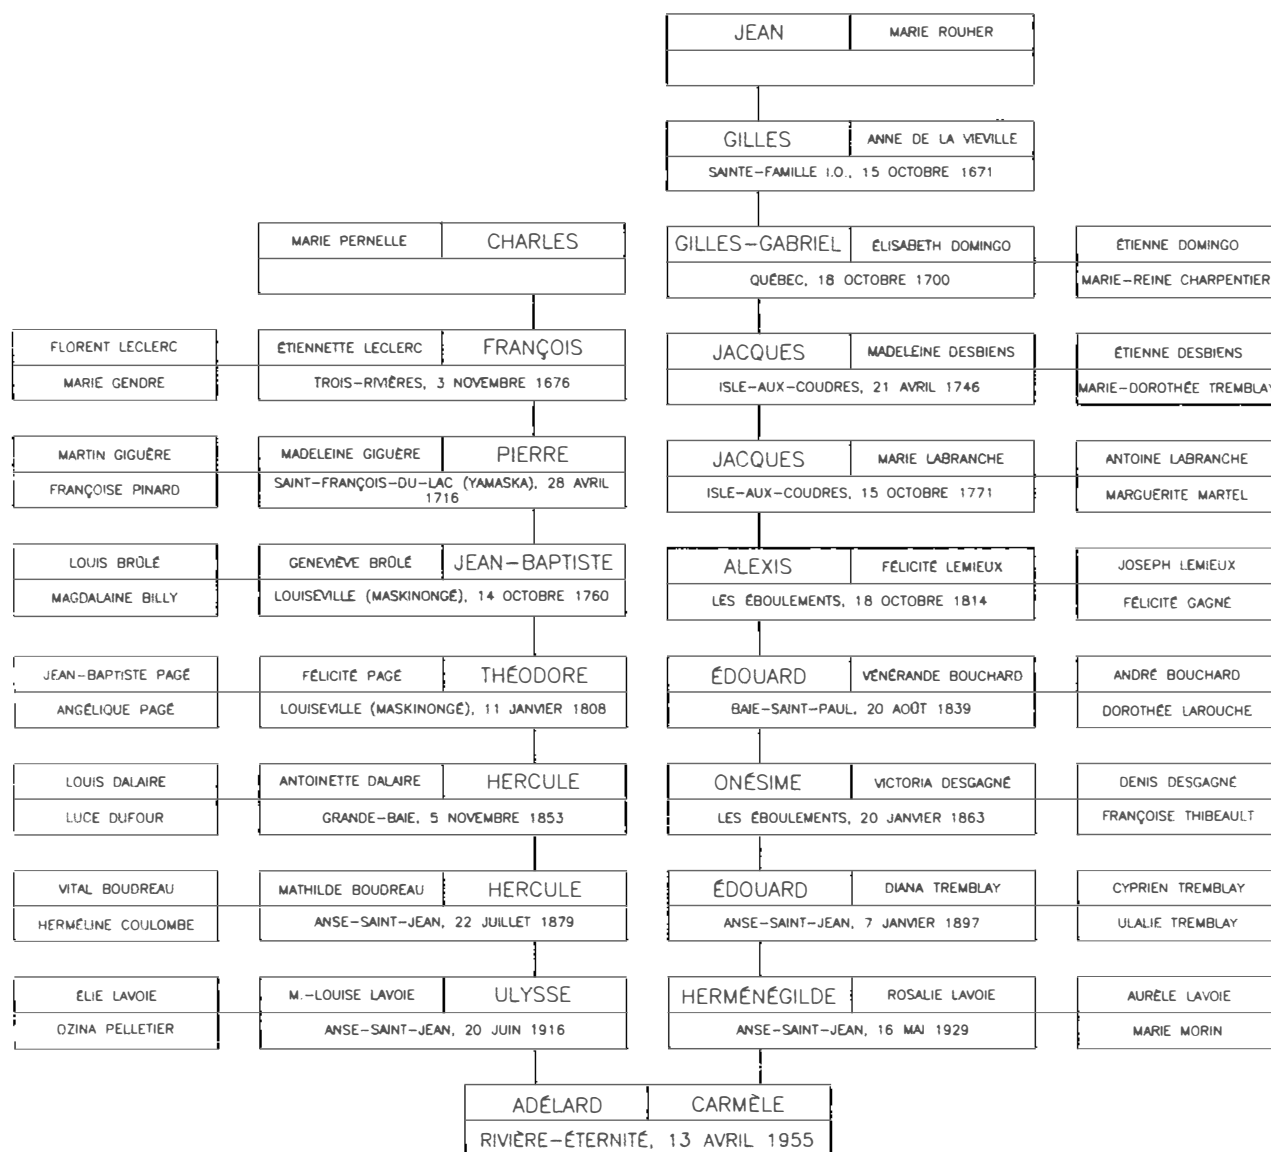 JEAN MARIE ROUHER
GILLES ANNE DE LA VIEVILLE
SAINTE-FAMILLE I.O., 15 OCTOBRE 1671
MARIE PERNELLE CHARLES
GILLES-GABRIEL ÉLISABETH DOMINGO ÉTIENNE DOMINGO
QUÉBEC, 18 OCTOBRE 1700 MARIE-REINE CHARPENTIER
FLORENT LECLERC ÉTIENNETTE LECLERC FRANÇOIS
MARIE GENDRE TROIS-RIVIÈRES, 3 NOVEMBRE 1676
JACQUES MADELEINE DESBIENS ÉTIENNE DESBIENS
ISLE-AUX-COUDRES, 21 AVRIL 1746 MARIE-DOROTHÉE TREMBLAY
MARTIN GIGUÈRE MADELEINE GIGUÈRE PIERRE
FRANÇOISE PINARD SAINT-FRANÇOIS-DU-LAC (YAMASKA), 28 AVRIL
1716
JACQUES MARIE LABRANCHE ANTOINE LABRANCHE
ISLE-AUX-COUDRES, 15 OCTOBRE 1771 MARGUERITE MARTEL
LOUIS BRÛLÉ GENEVIÈVE BRÛLÉ JEAN-BAPTISTE
MAGDALAINE BILLY LOUISEVILLE (MASKINONGÉ), 14 OCTOBRE 1760
ALEXIS FÉLICITÉ LEMIEUX JOSEPH LEMIEUX
LES ÉBOULEMENTS, 18 OCTOBRE 1814 FÉLICITÉ GAGNÉ
JEAN-BAPTISTE PAGÉ FÉLICITÉ PAGÉ THÉODORE
ANGÉLIQUE PAGÉ LOUISEVILLE (MASKINONGÉ), 11 JANVIER 1808
ÉDOUARD VÉNÉRANDE BOUCHARD ANDRÉ BOUCHARD
BAIE-SAINT-PAUL, 20 AOÛT 1839 DOROTHÉE LAROUCHE
LOUIS DALAIRE ANTOINETTE DALAIRE HERCULE
LUCE DUFOUR GRANDE-BAIE, 5 NOVEMBRE 1853
ONÉSIME VICTORIA DESGAGNÉ DENIS DESGAGNÉ
LES ÉBOULEMENTS, 20 JANVIER 1863 FRANÇOISE THIBEAULT
VITAL BOUDREAU MATHILDE BOUDREAU HERCULE
HERMÉLINE COULOMBE ANSE-SAINT-JEAN, 22 JUILLET 1879
ÉDOUARD DIANA TREMBLAY CYPRIEN TREMBLAY
ANSE-SAINT-JEAN, 7 JANVIER 1897 ULALIE TREMBLAY
ÉLIE LAVOIE M.-LOUISE LAVOIE ULYSSE
OZINA PELLETIER ANSE-SAINT-JEAN, 20 JUIN 1916
HERMÉNÉGILDE ROSALIE LAVOIE AURÈLE LAVOIE
ANSE-SAINT-JEAN, 16 MAI 1929 MARIE MORIN
ADÉLARD CARMÈLE
RIVIÈRE-ÉTERNITÉ, 13 AVRIL 1955